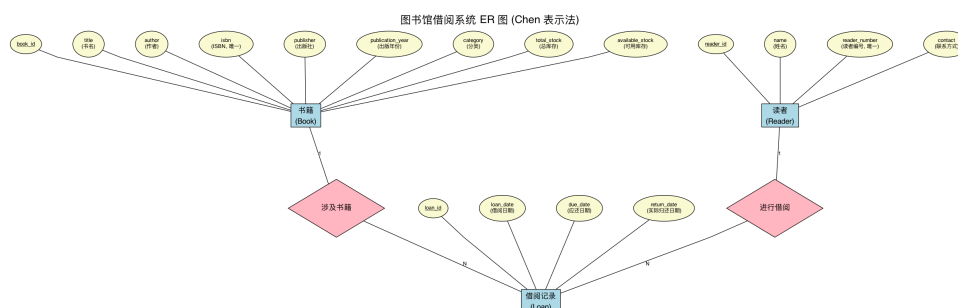 图书馆借阅系统 ER 图 (Chen 表示法)
book_id
title
(书名)
author
(作者)
isbn
(ISBN, 唯一)
publisher
(出版社)
publication_year
(出版年份)
category
(分类)
total_stock
(总库存)
available_stock
(可用库存)
reader_id
name
(姓名)
reader_number
(读者编号, 唯一)
contact
(联系方式)
书籍
(Book)
读者
(Reader)
1
1
涉及书籍
loan_id
loan_date
(借阅日期)
due_date
(应还日期)
return_date
(实际归还日期)
进行借阅
N
N
借阅记录
(Loan)